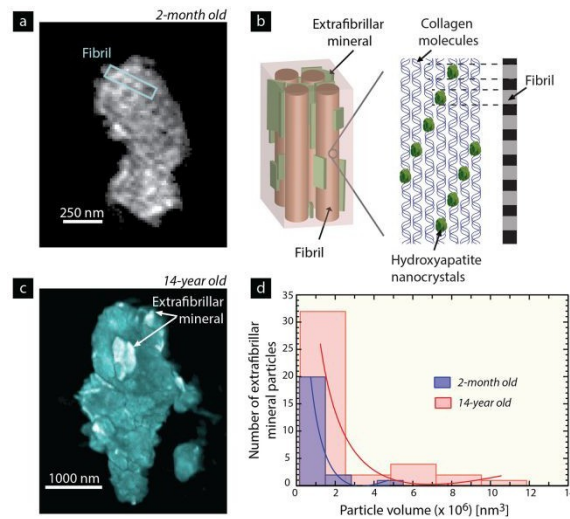 a
2-month old
Fibril
250 nm
b
Extrafibrillar
mineral
Collagen
molecules
Fibril
Fibril
Hydroxyapatite
nanocrystals
c
14-year old
Extrafibrillar
mineral
1000 nm
d
Number of extrafibrillar
mineral particles
35
30
25
20
15
10
5
0
2-month old
14-year old
0
2
4
6
8
10
12
Particle volume (x 10⁶) [nm³]